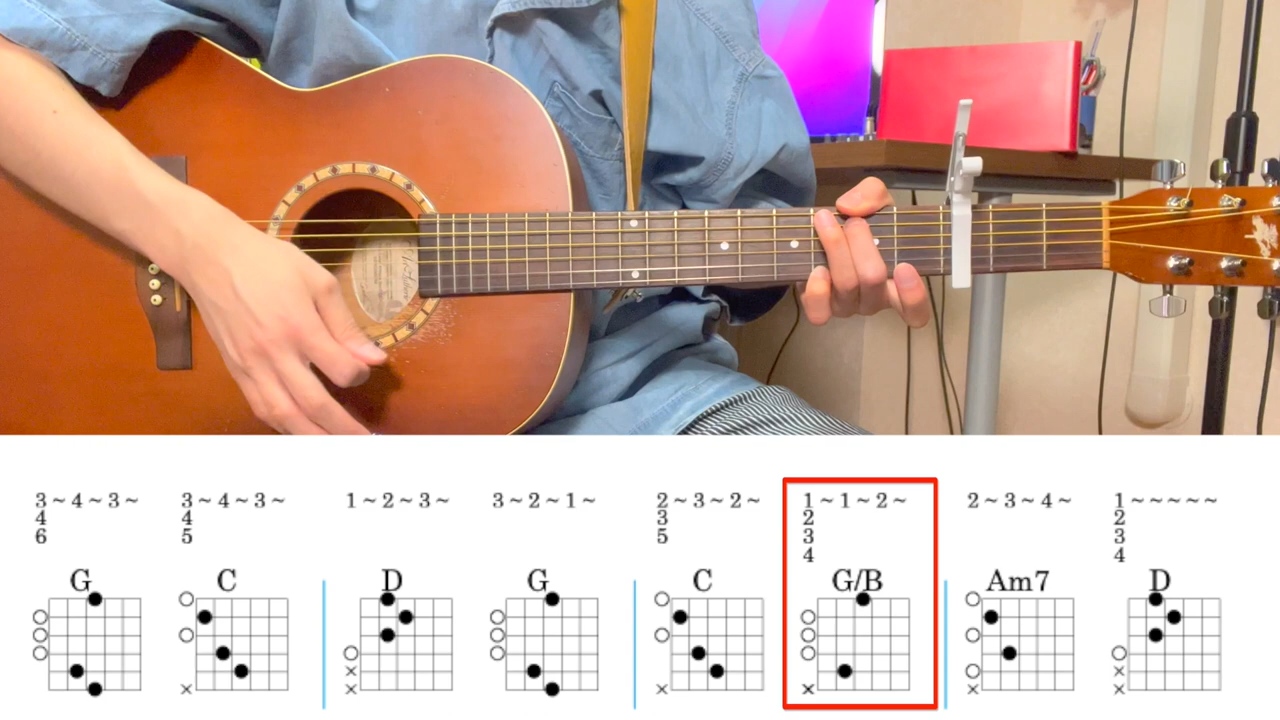 3 ~ 4 ~ 3 ~ 3 ~ 4 ~ 3 ~ 1 ~ 2 ~ 3 ~ 3 ~ 2 ~ 1 ~ 2 ~ 3 ~ 2 ~ 1 ~ 1 ~ 2 ~ 2 ~ 3 ~ 4 ~ 1 ~ ~ ~ ~ ~
4 4 3 2 2
6 5 5 3 3
4 4
G C D G C G/B Am7 D